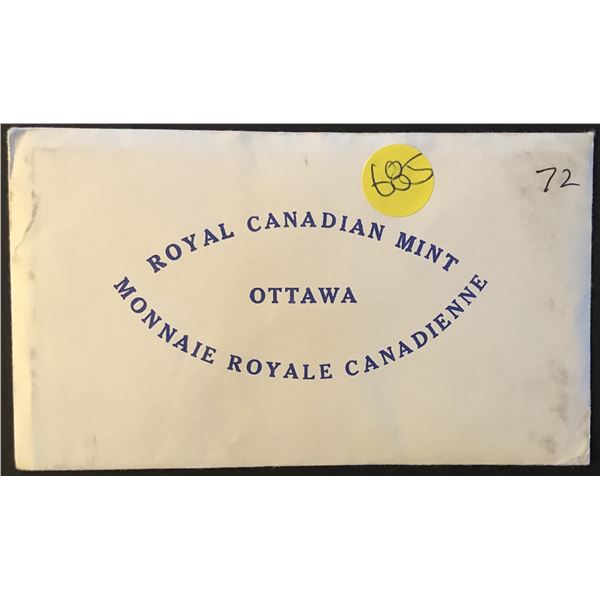 685
72
ROYAL CANADIAN MINT
OTTAWA
MONNAIE ROYALE CANADIENNE